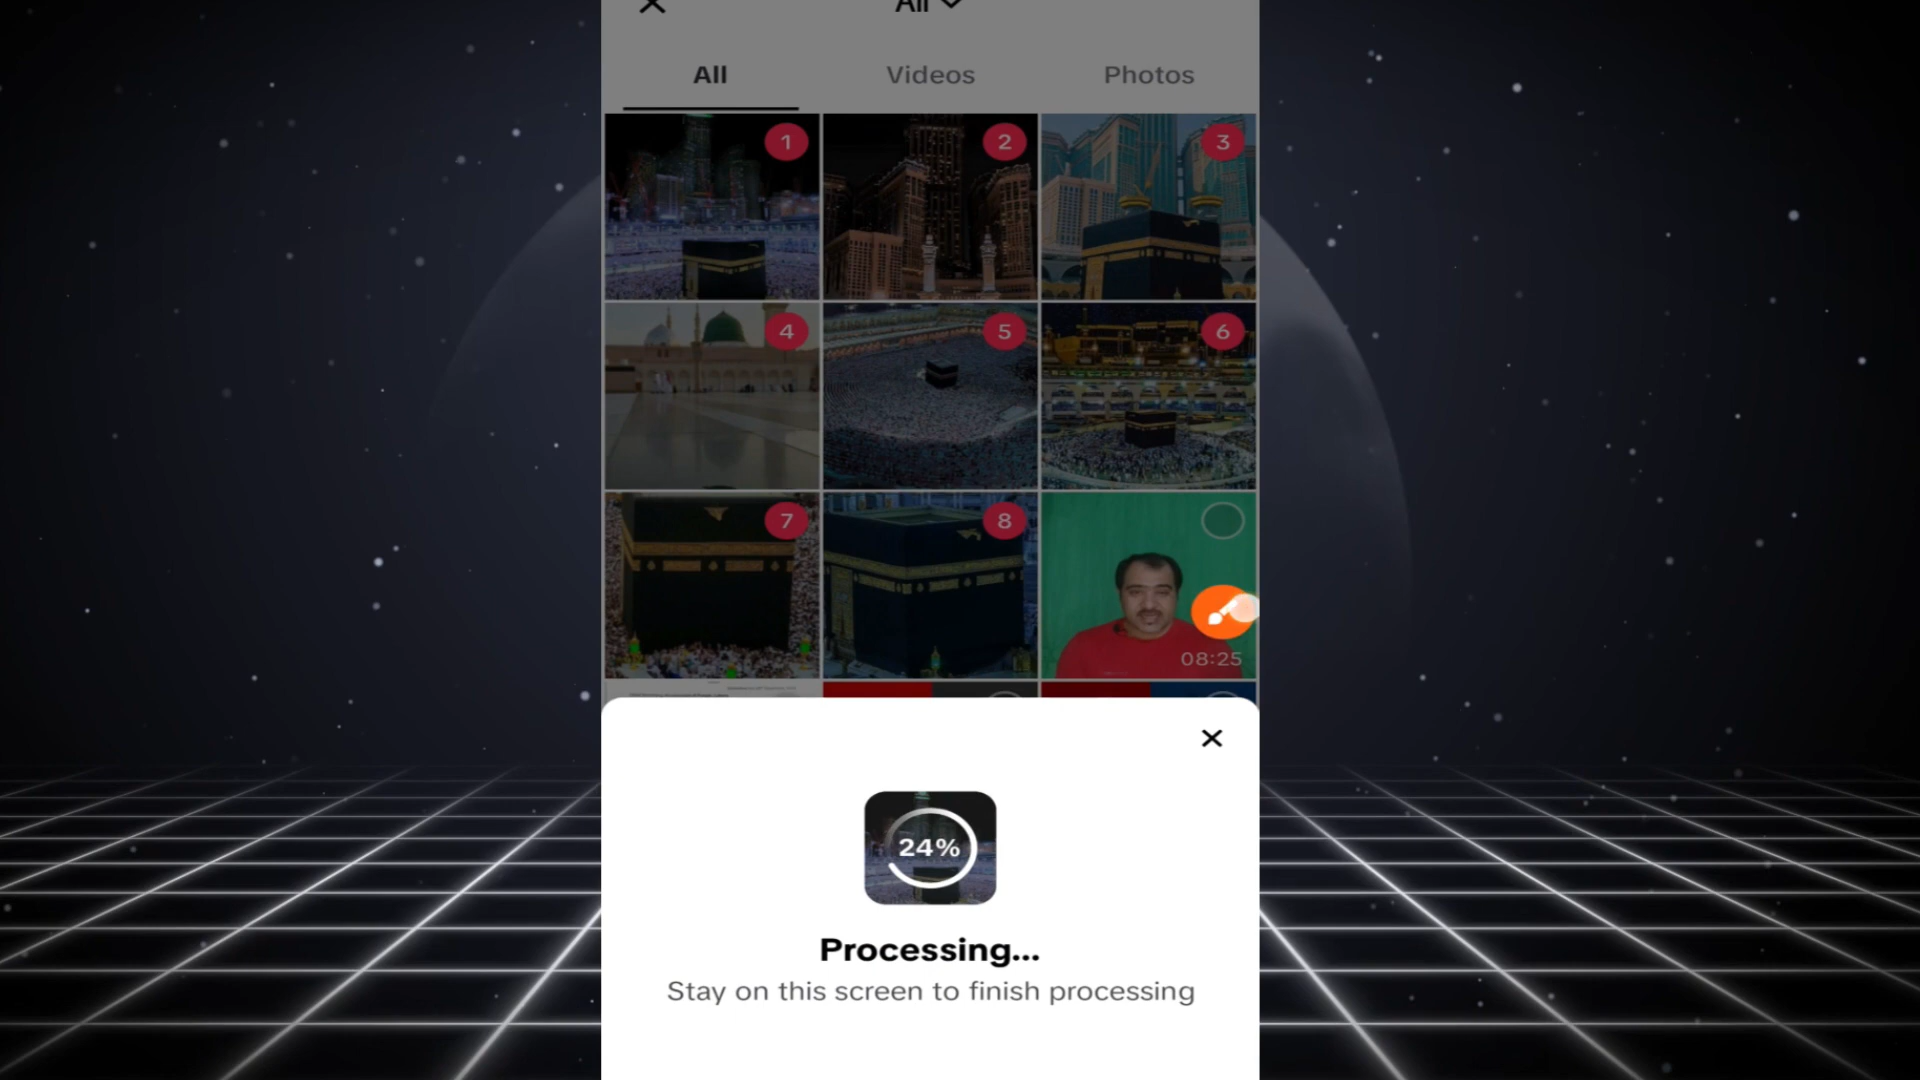 All
All Videos Photos
1 2 3
4 5 6
7 8
08:25
24%
Processing...
Stay on this screen to finish processing